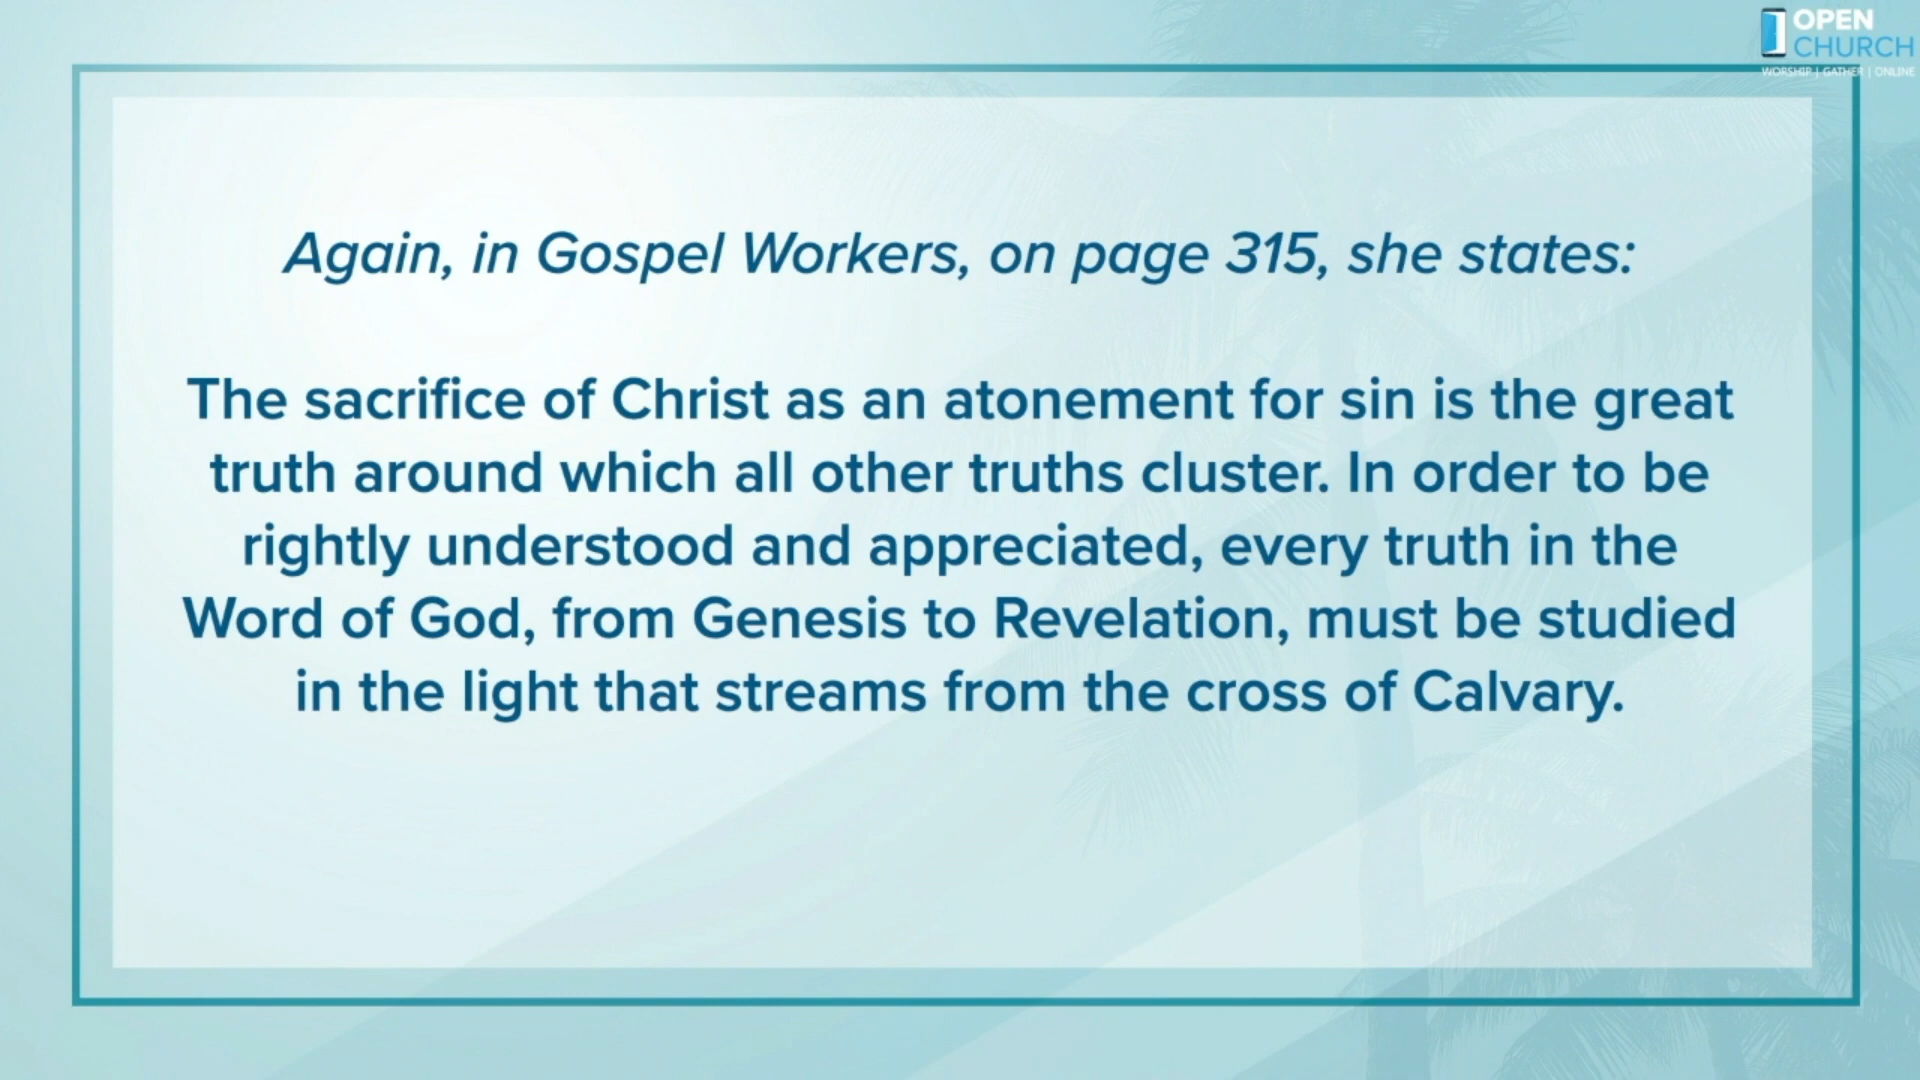 OPEN
CHURCH
WORSHIP | GATHER | ONLINE
Again, in Gospel Workers, on page 315, she states:
The sacrifice of Christ as an atonement for sin is the great
truth around which all other truths cluster. In order to be
rightly understood and appreciated, every truth in the
Word of God, from Genesis to Revelation, must be studied
in the light that streams from the cross of Calvary.